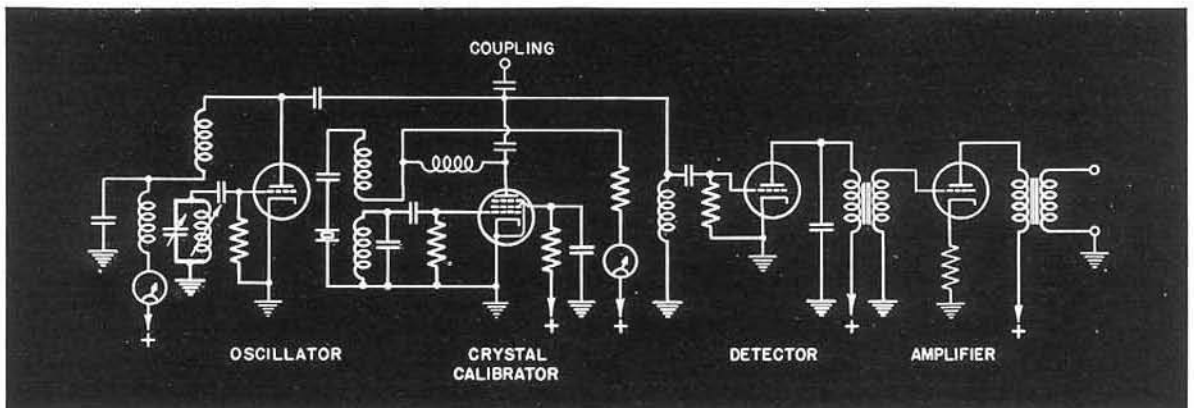 COUPLING
+
+
+
+
+
OSCILLATOR
CRYSTAL
CALIBRATOR
DETECTOR
AMPLIFIER